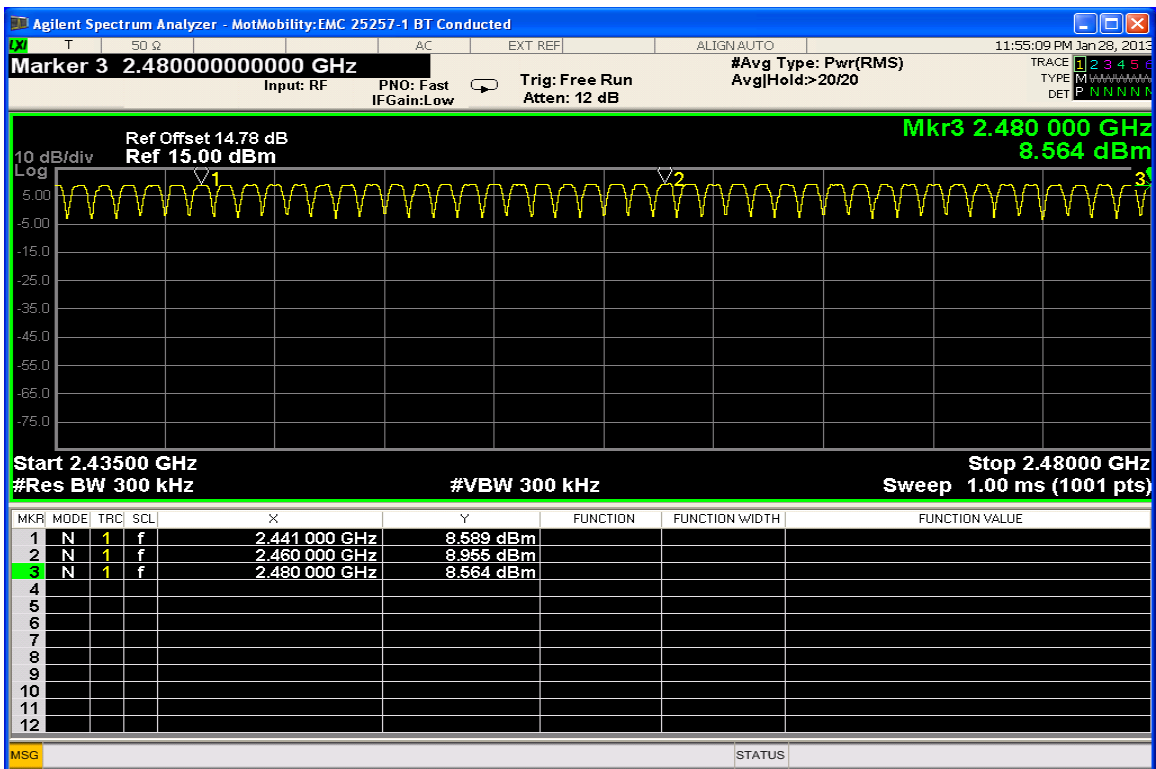 Agilent Spectrum Analyzer - MotMobility:EMC 25257-1 BT Conducted
LXI T 50 Ω AC EXT REF ALIGN AUTO 11:55:09 PM Jan 28, 2013
Marker 3 2.480000000000 GHz
Input: RF PNO: Fast IFGain:Low
Trig: Free Run
Atten: 12 dB
#Avg Type: Pwr(RMS)
Avg|Hold:>20/20
TRACE 1 2 3 4 5 6
TYPE M
DET P N N N N N
Mkr3 2.480 000 GHz
8.564 dBm
Ref Offset 14.78 dB
10 dB/div Ref 15.00 dBm
Log
1 2 3
5.00
-5.00
-15.0
-25.0
-35.0
-45.0
-55.0
-65.0
-75.0
Start 2.43500 GHz Stop 2.48000 GHz
#Res BW 300 kHz #VBW 300 kHz Sweep 1.00 ms (1001 pts)
MKR MODE TRC SCL X Y FUNCTION FUNCTION WIDTH FUNCTION VALUE
1 N 1 f 2.441 000 GHz 8.589 dBm
2 N 1 f 2.460 000 GHz 8.955 dBm
3 N 1 f 2.480 000 GHz 8.564 dBm
4
5
6
7
8
9
10
11
12
MSG STATUS